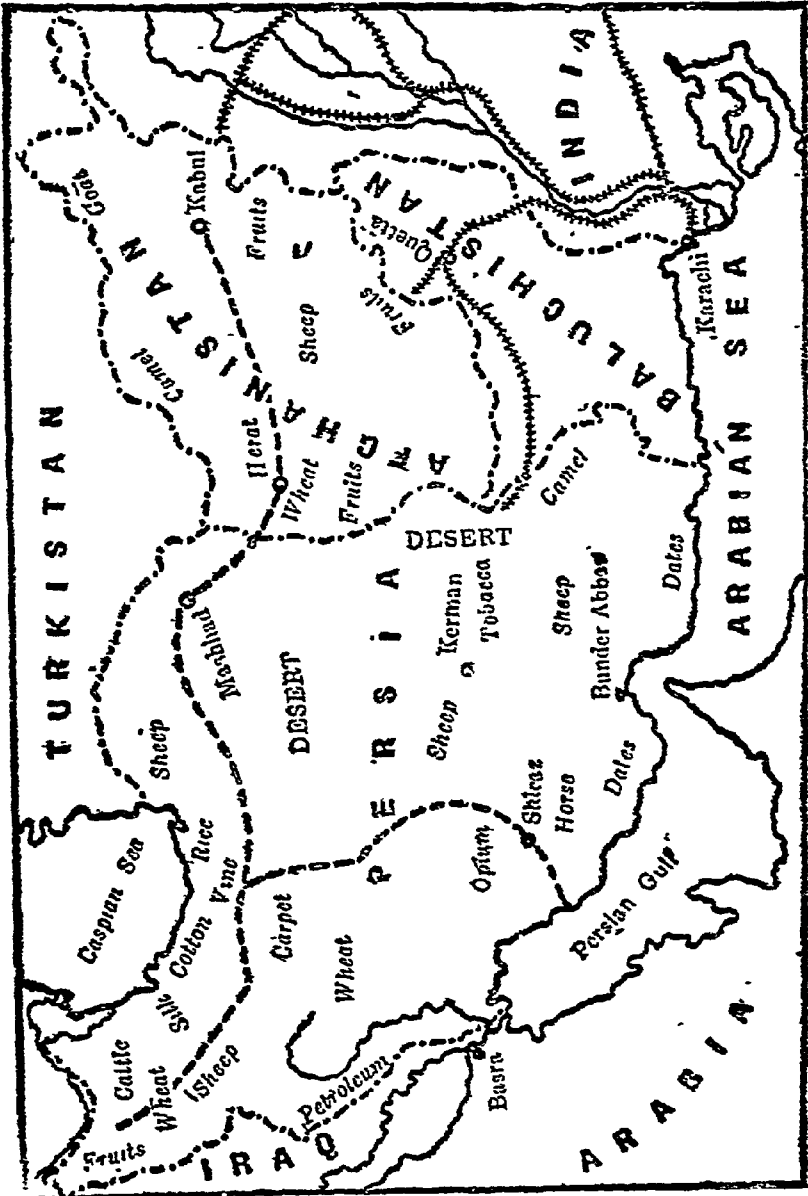 TURKISTAN
Caspian Sea
Goat
Camel
AFGHANISTAN
Kabul
Fruits
Sheep
Herat
Wheat
Fruits
Fruits
Quetta
BALUCHISTAN
INDIA
Karachi
ARABIAN SEA
Camel
DESERT
Sheep
DESERT
PERSIA
Kerman
Tobacco
Sheep
Sheep
Bunder Abbas
Dates
Dates
Shiraz
Horse
Opium
Rice
Vine
Cotton
Silk
Carpet
Wheat
Cattle
Wheat
Sheep
Fruits
Petroleum
IRAQ
Basra
Persian Gulf
ARABIA